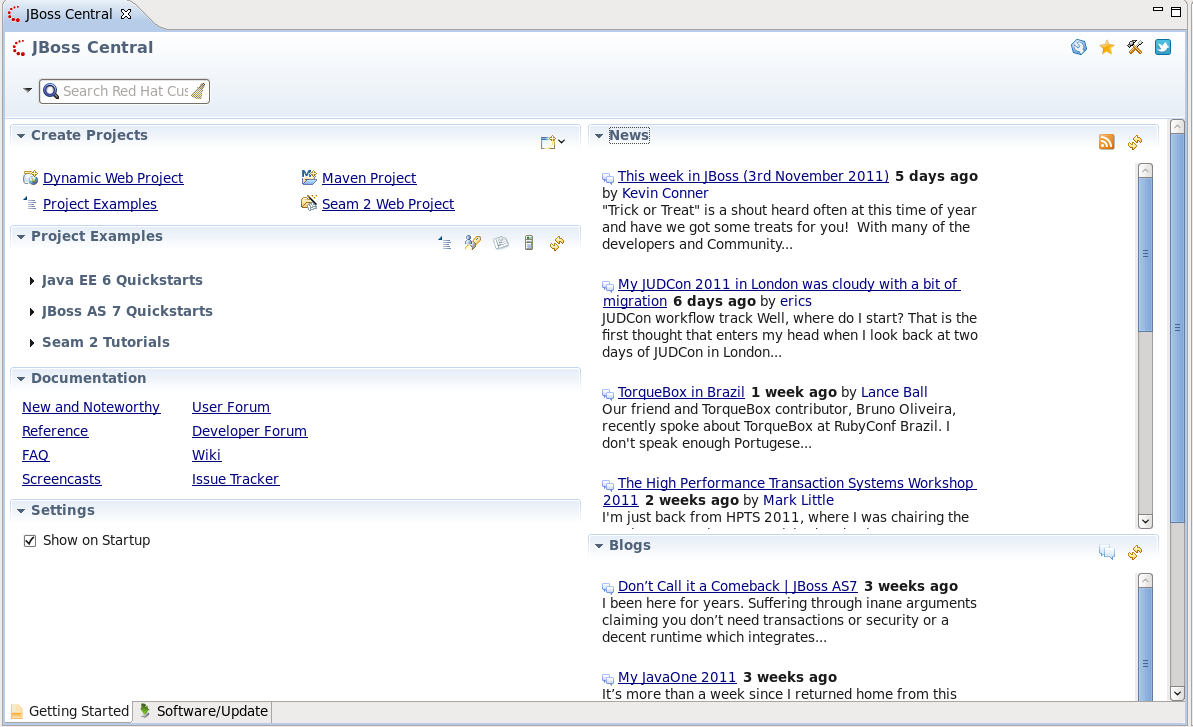 JBoss Central
JBoss Central
Search Red Hat Cus
Create Projects
Dynamic Web Project
Maven Project
Project Examples
Seam 2 Web Project
Project Examples
Java EE 6 Quickstarts
JBoss AS 7 Quickstarts
Seam 2 Tutorials
Documentation
New and Noteworthy
User Forum
Reference
Developer Forum
FAQ
Wiki
Screencasts
Issue Tracker
Settings
Show on Startup
News
This week in JBoss (3rd November 2011) 5 days ago
by Kevin Conner
"Trick or Treat" is a shout heard often at this time of year
and have we got some treats for you!  With many of the
developers and Community...
My JUDCon 2011 in London was cloudy with a bit of
migration 6 days ago by erics
JUDCon workflow track Well, where do I start? That is the
first thought that enters my head when I look back at two
days of JUDCon in London...
TorqueBox in Brazil 1 week ago by Lance Ball
Our friend and TorqueBox contributor, Bruno Oliveira,
recently spoke about TorqueBox at RubyConf Brazil. I
don't speak enough Portugese...
The High Performance Transaction Systems Workshop
2011 2 weeks ago by Mark Little
I'm just back from HPTS 2011, where I was chairing the
Blogs
Don’t Call it a Comeback | JBoss AS7 3 weeks ago
I been here for years. Suffering through inane arguments
claiming you don’t need transactions or security or a
decent runtime which integrates...
My JavaOne 2011 3 weeks ago
It’s more than a week since I returned home from this
Getting Started
Software/Update